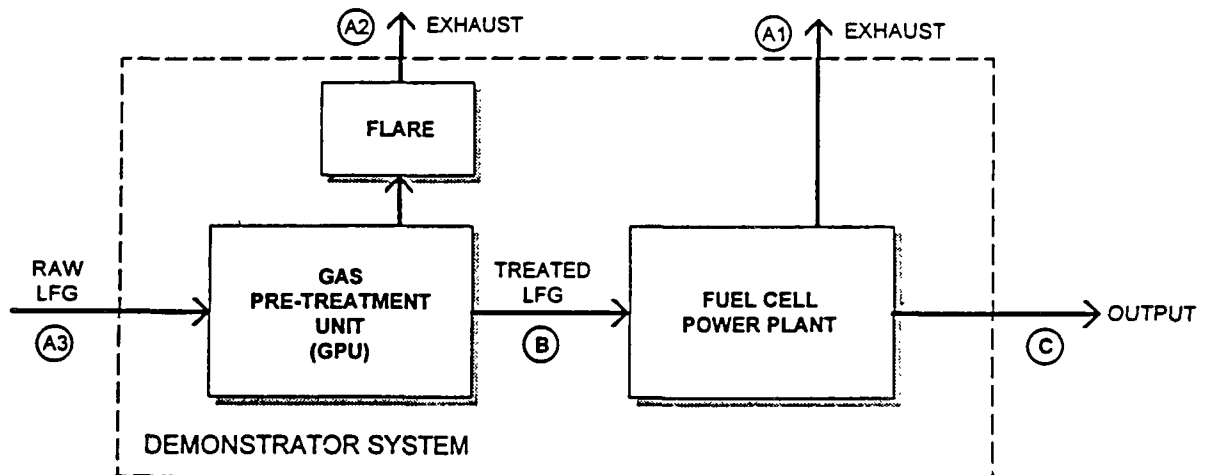 A2 EXHAUST
A1 EXHAUST
FLARE
RAW
LFG
A3
GAS
PRE-TREATMENT
UNIT
(GPU)
TREATED
LFG
B
FUEL CELL
POWER PLANT
OUTPUT
C
DEMONSTRATOR SYSTEM